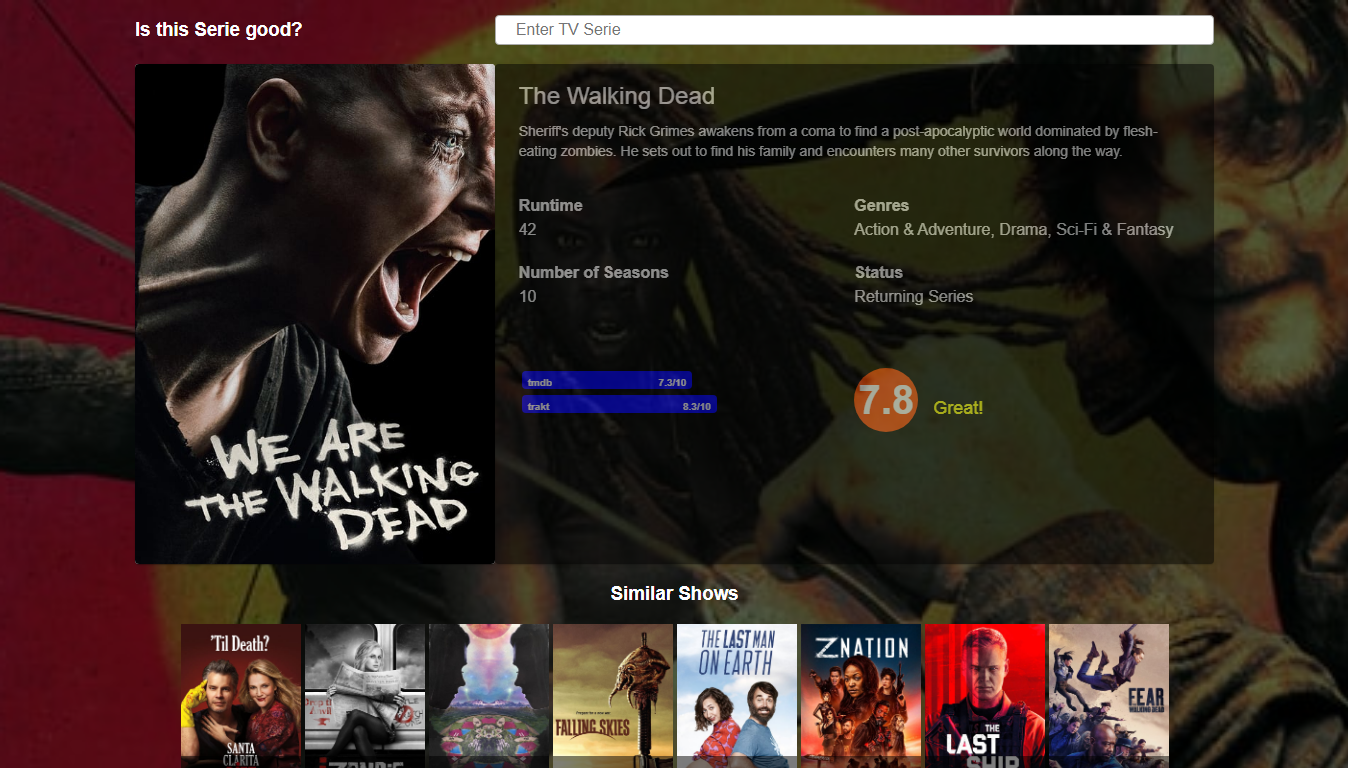 Is this Serie good?
Enter TV Serie
The Walking Dead
Sheriff's deputy Rick Grimes awakens from a coma to find a post-apocalyptic world dominated by flesh-
eating zombies. He sets out to find his family and encounters many other survivors along the way.
Runtime
42
Genres
Action & Adventure, Drama, Sci-Fi & Fantasy
Number of Seasons
10
Status
Returning Series
tmdb 7.3/10
trakt 8.3/10
7.8
Great!
WE ARE
THE WALKING
DEAD
Similar Shows
'Til Death?
SANTA
CLARITA
FALLING SKIES
THE LAST MAN
ON EARTH
Z NATION
THE
LAST
SHIP
FEAR
WALKING DEAD